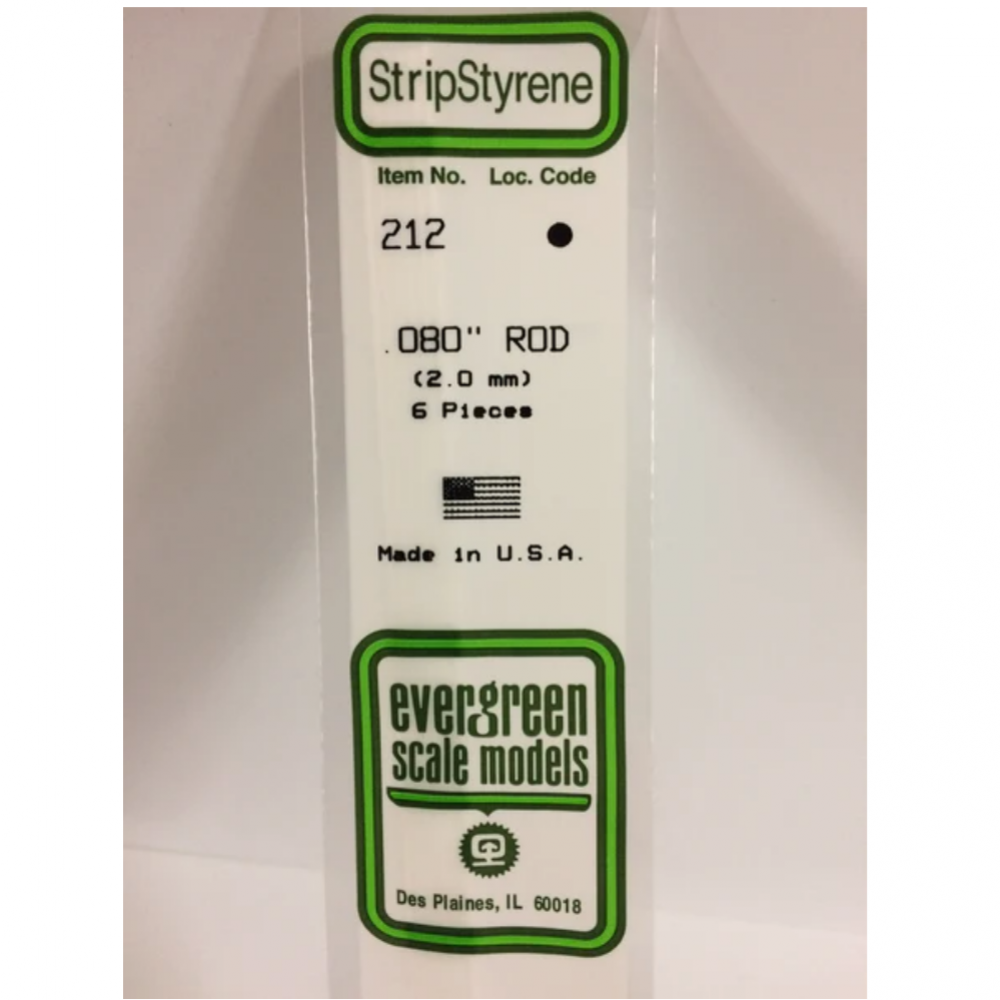 StripStyrene
Item No. Loc. Code
212
.080" ROD
(2.0 mm)
6 Pieces
Made in U.S.A.
evergreen
scale models
Des Plaines, IL 60018